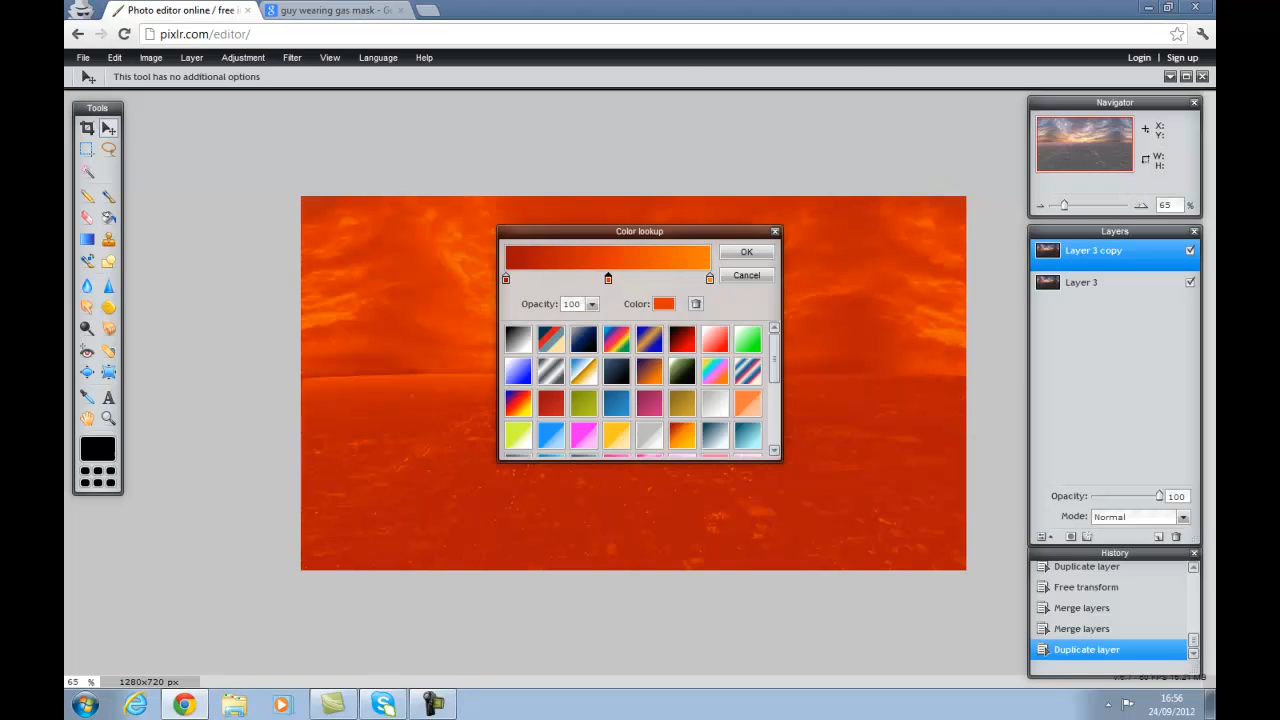 Photo editor online / free i
guy wearing gas mask - Go
pixlr.com/editor/
File Edit Image Layer Adjustment Filter View Language Help
Login | Sign up
This tool has no additional options
Tools
Navigator
X:
Y:
W:
H:
65 %
Color lookup
OK
Cancel
Opacity: 100 Color:
Layers
Layer 3 copy
Layer 3
Opacity: 100
Mode: Normal
History
Duplicate layer
Free transform
Merge layers
Merge layers
Duplicate layer
65 % 1280x720 px
16:56
24/09/2012